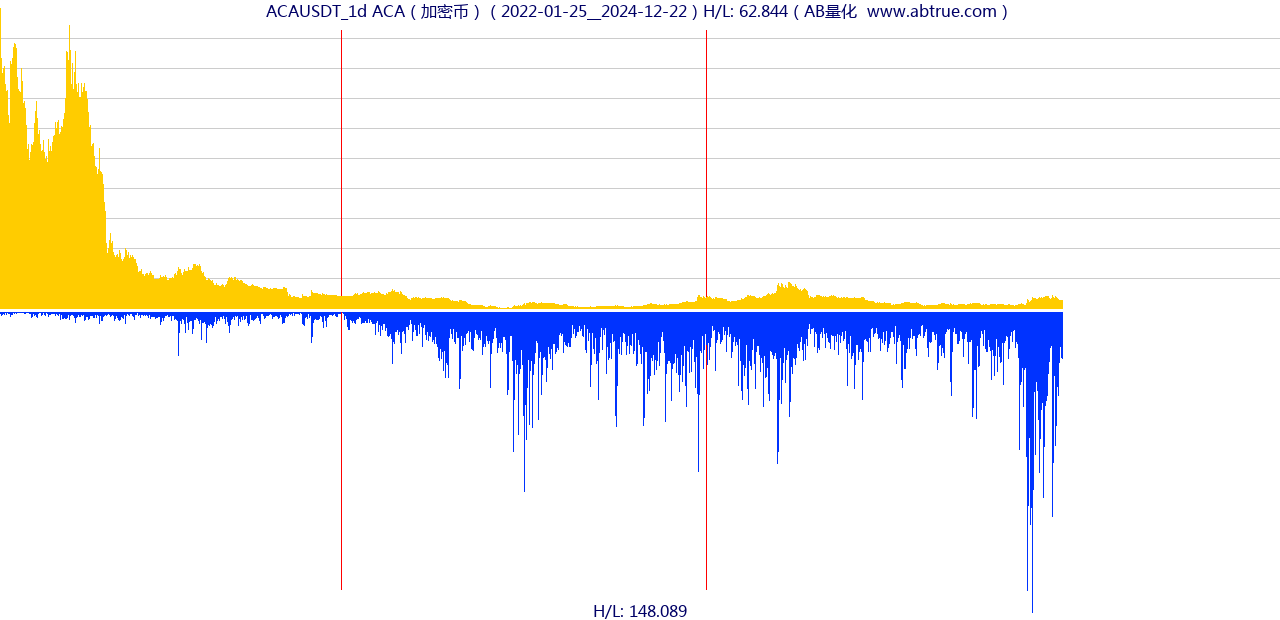 ACAUSDT_1d ACA ( 加密币 ) ( 2022-01-25__2024-12-22 ) H/L: 62.844 ( AB量化  www.abtrue.com )
H/L: 148.089